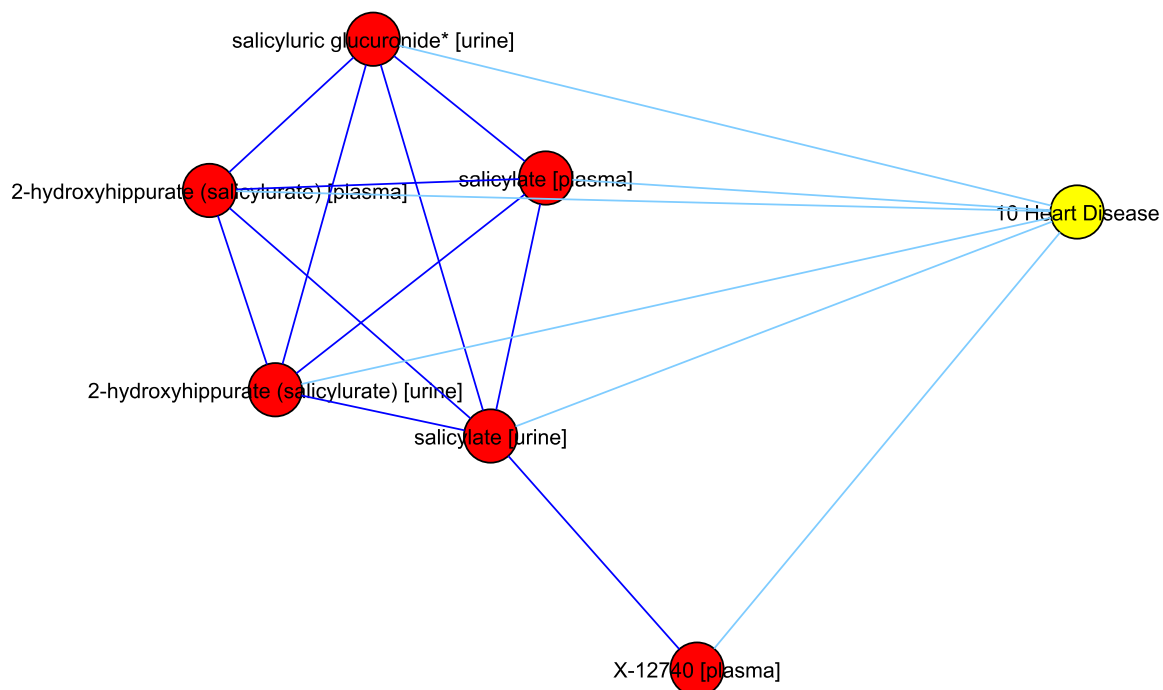 salicyluric glucuronide* [urine]
salicylate [plasma]
2-hydroxyhippurate (salicylurate) [plasma]
10 Heart Disease
2-hydroxyhippurate (salicylurate) [urine]
salicylate [urine]
X-12740 [plasma]